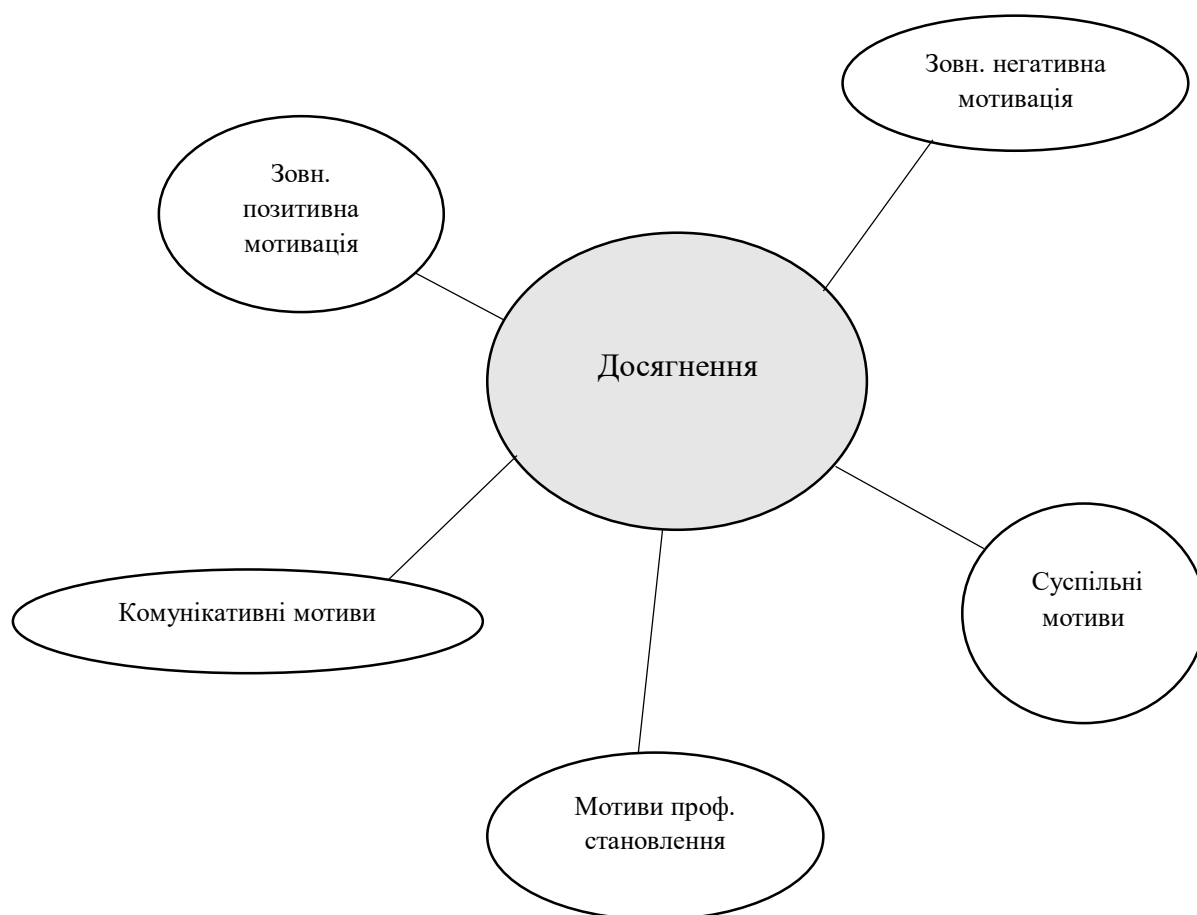 Зовн. негативна
мотивація
Зовн.
позитивна
мотивація
Досягнення
Суспільні
мотиви
Комунікативні мотиви
Мотиви проф.
становлення